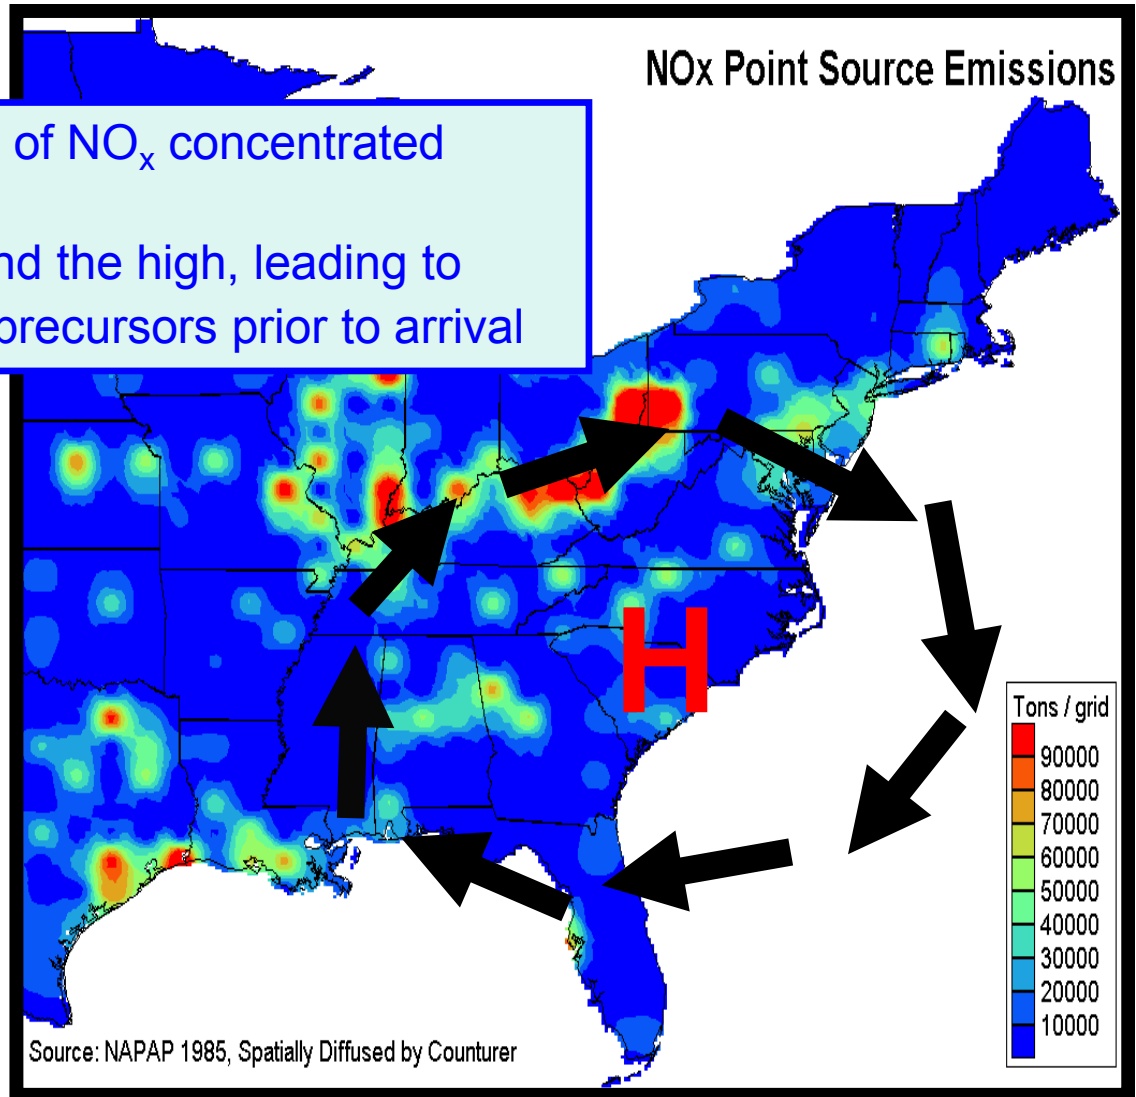 NOx Point Source Emissions
of NOₓ concentrated
nd the high, leading to
precursors prior to arrival
H
Tons / grid
90000
80000
70000
60000
50000
40000
30000
20000
10000
Source: NAPAP 1985, Spatially Diffused by Counturer